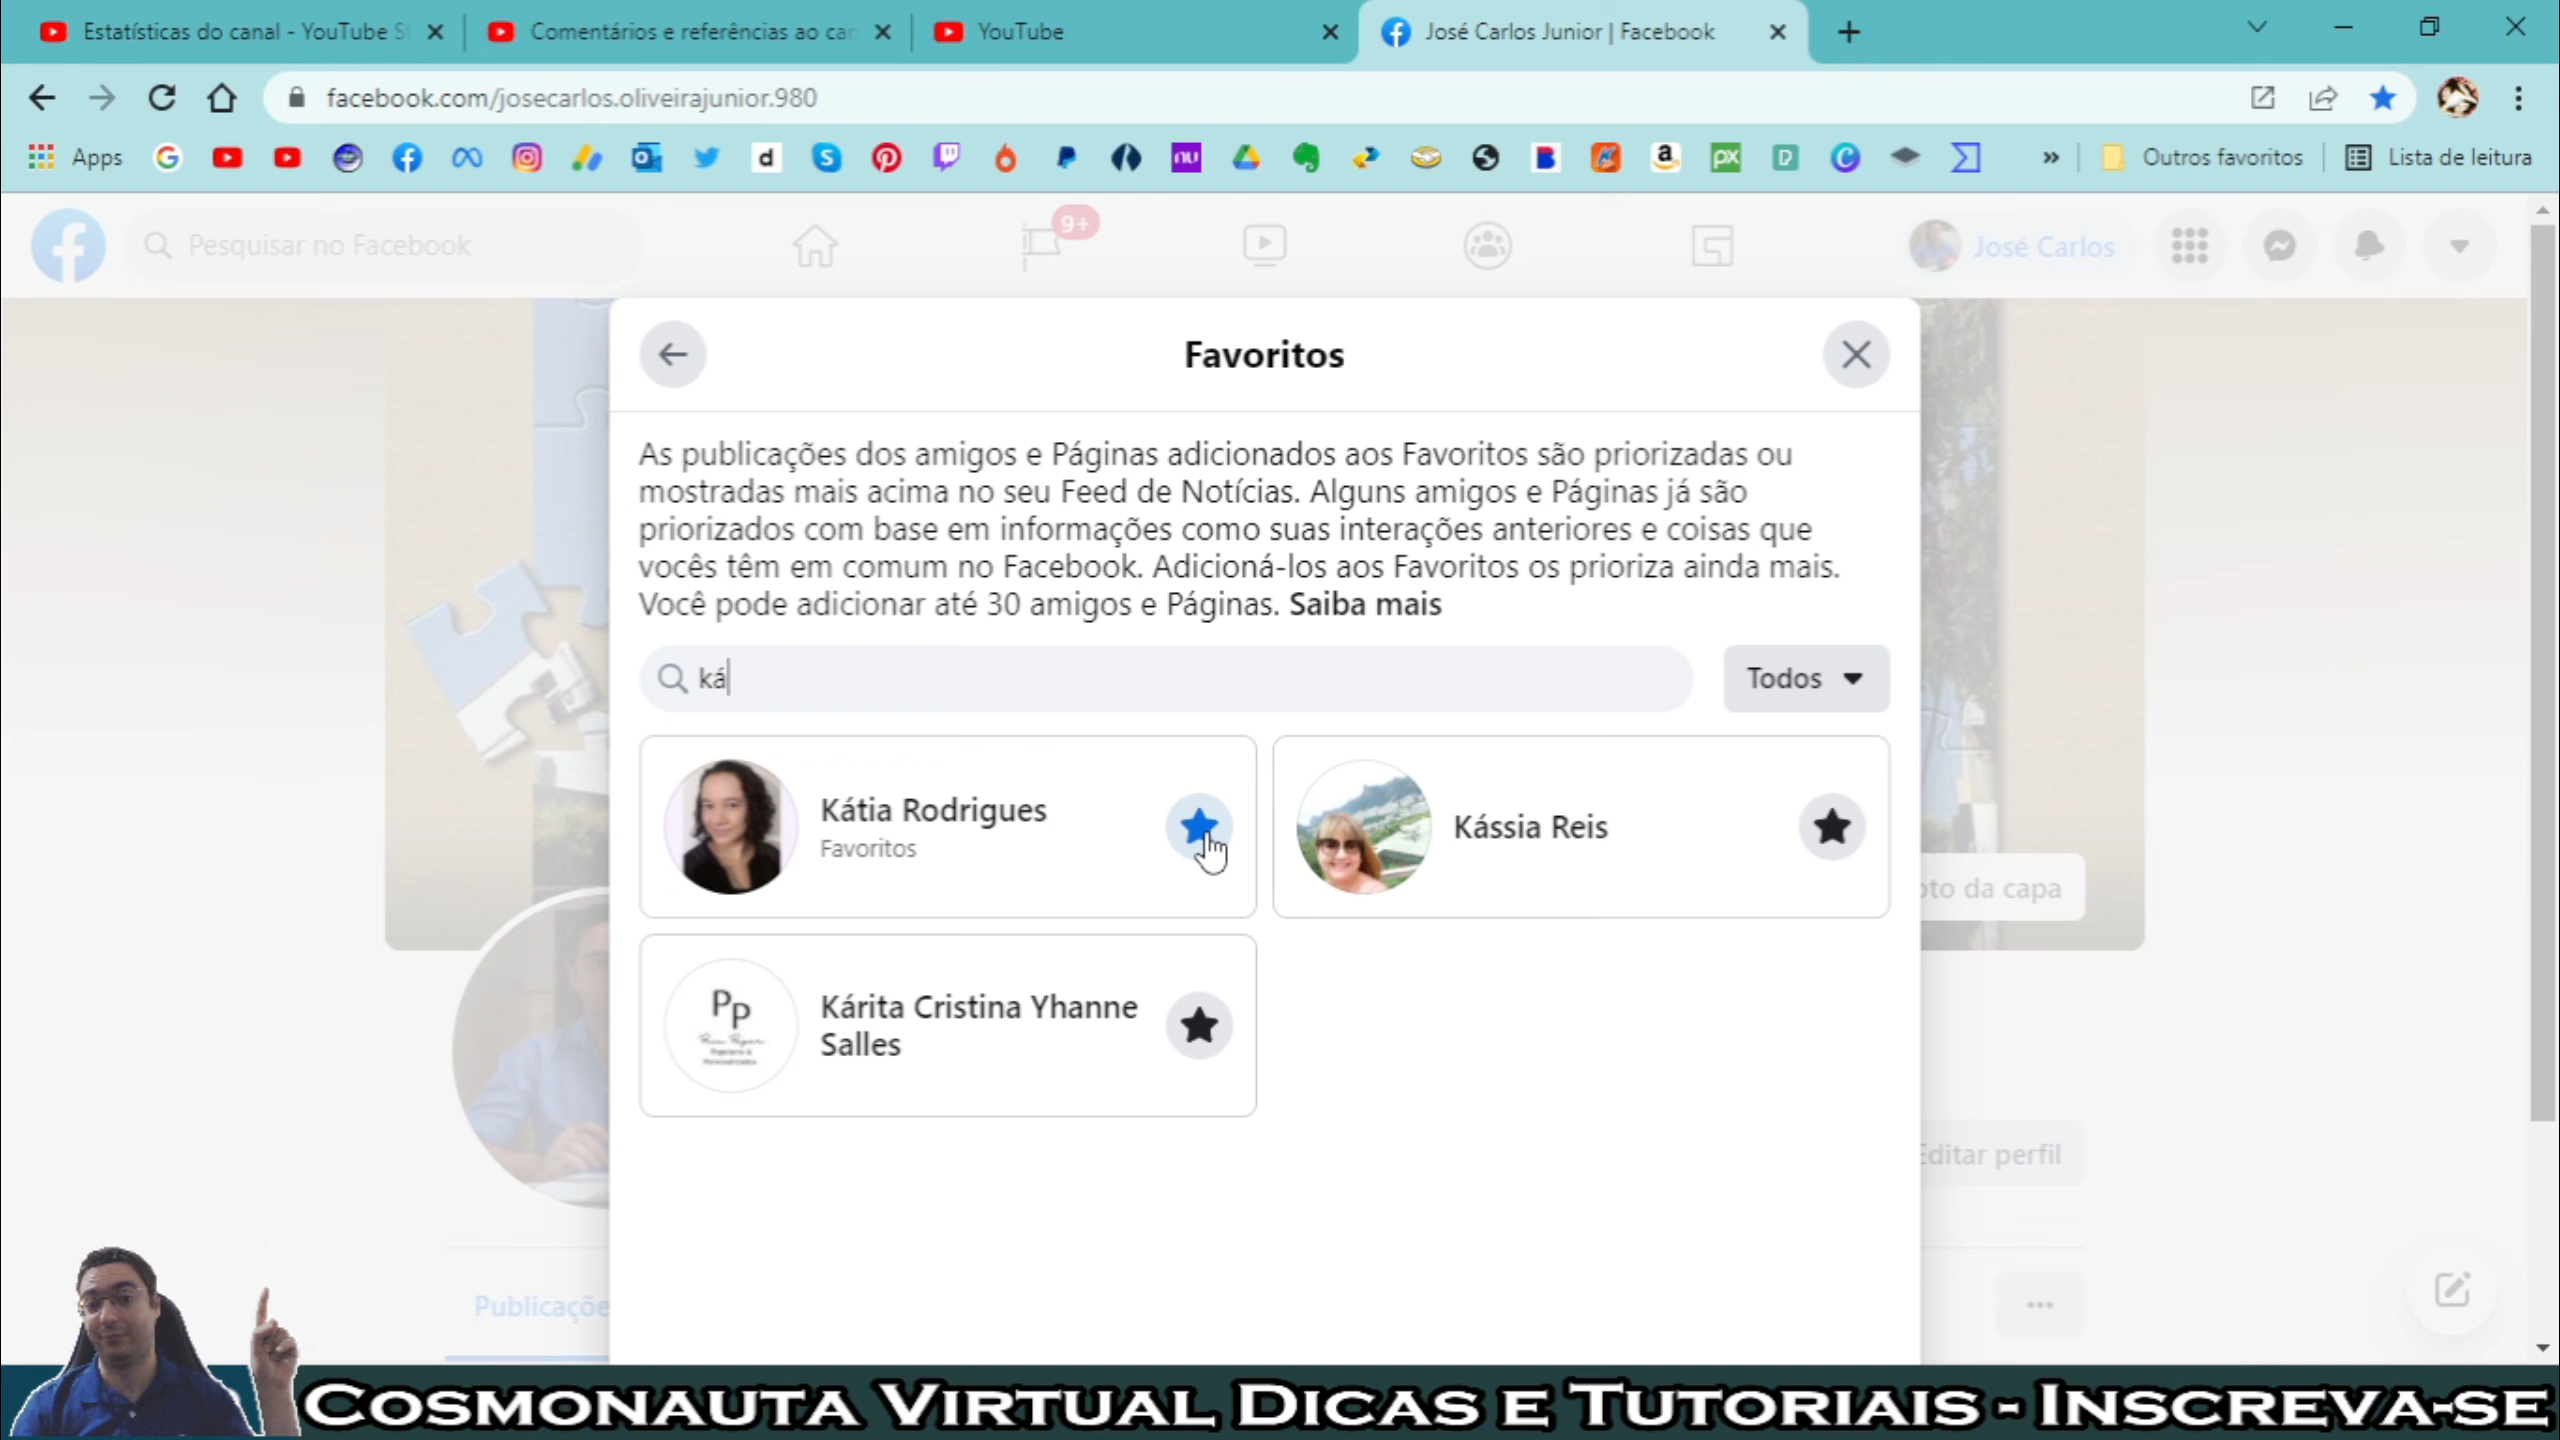 Estatísticas do canal - YouTube S
Comentários e referências ao can
YouTube
José Carlos Junior | Facebook
facebook.com/josecarlos.oliveirajunior.980
Apps
Outros favoritos
Lista de leitura
Pesquisar no Facebook
9+
José Carlos
Favoritos
As publicações dos amigos e Páginas adicionados aos Favoritos são priorizadas ou
mostradas mais acima no seu Feed de Notícias. Alguns amigos e Páginas já são
priorizados com base em informações como suas interações anteriores e coisas que
vocês têm em comum no Facebook. Adicioná-los aos Favoritos os prioriza ainda mais.
Você pode adicionar até 30 amigos e Páginas. Saiba mais
ká
Todos
Kátia Rodrigues
Favoritos
Kássia Reis
oto da capa
PP
Kárita Cristina Yhanne
Salles
Editar perfil
Publicaçõe
Cosmonauta Virtual Dicas e Tutoriais - Inscreva-se